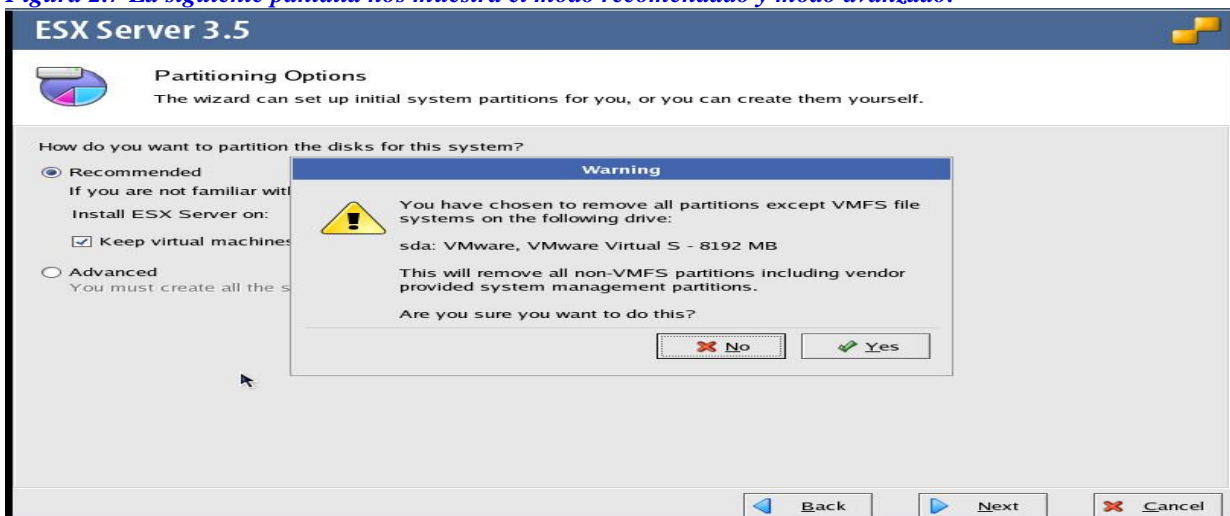 Figura 2.7 La siguiente pantalla nos muestra el modo recomendado y modo avanzado.
ESX Server 3.5
Partitioning Options
The wizard can set up initial system partitions for you, or you can create them yourself.
How do you want to partition the disks for this system?
Recommended
If you are not familiar with
Install ESX Server on:
Keep virtual machines
Advanced
You must create all the s
Warning
You have chosen to remove all partitions except VMFS file
systems on the following drive:
sda: VMware, VMware Virtual S - 8192 MB
This will remove all non-VMFS partitions including vendor
provided system management partitions.
Are you sure you want to do this?
No Yes
Back Next Cancel